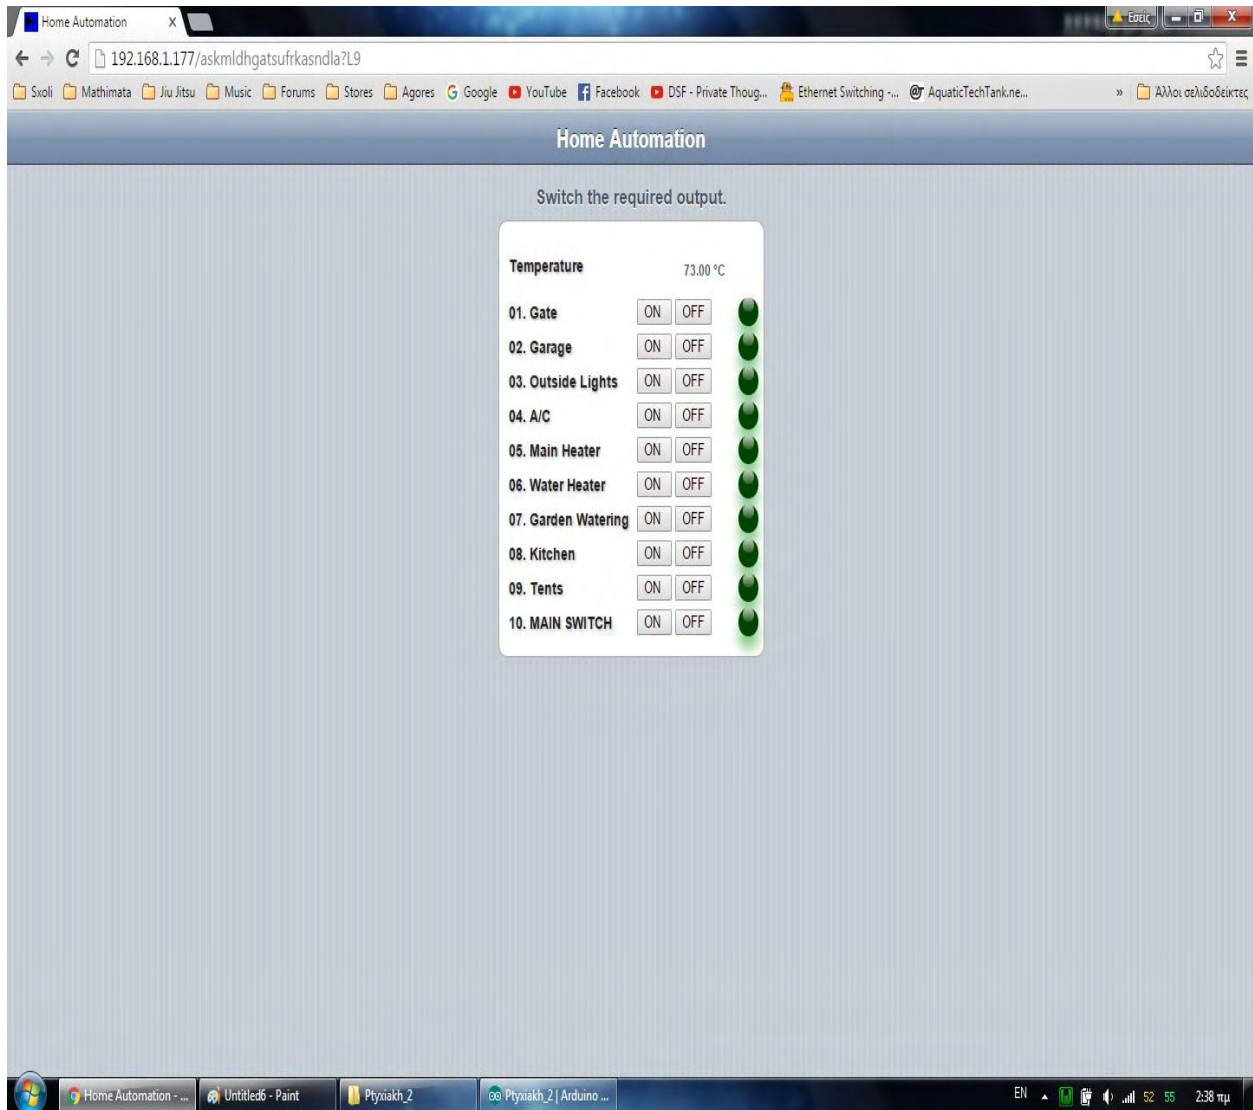 Home Automation x
Εσείς
192.168.1.177/askmldhgatsufrkasndla?L9
Sxoli Mathimata Jiu Jitsu Music Forums Stores Agores Google YouTube Facebook DSF - Private Thoug... Ethernet Switching -... AquaticTechTank.ne... » Άλλοι σελιδοδείκτες
Home Automation
Switch the required output.
Temperature 73.00 °C
01. Gate ON OFF
02. Garage ON OFF
03. Outside Lights ON OFF
04. A/C ON OFF
05. Main Heater ON OFF
06. Water Heater ON OFF
07. Garden Watering ON OFF
08. Kitchen ON OFF
09. Tents ON OFF
10. MAIN SWITCH ON OFF
Home Automation - ... Untitled6 - Paint Ptyxiakh_2 Ptyxiakh_2 | Arduino ... EN 52 55 2:38 πμ